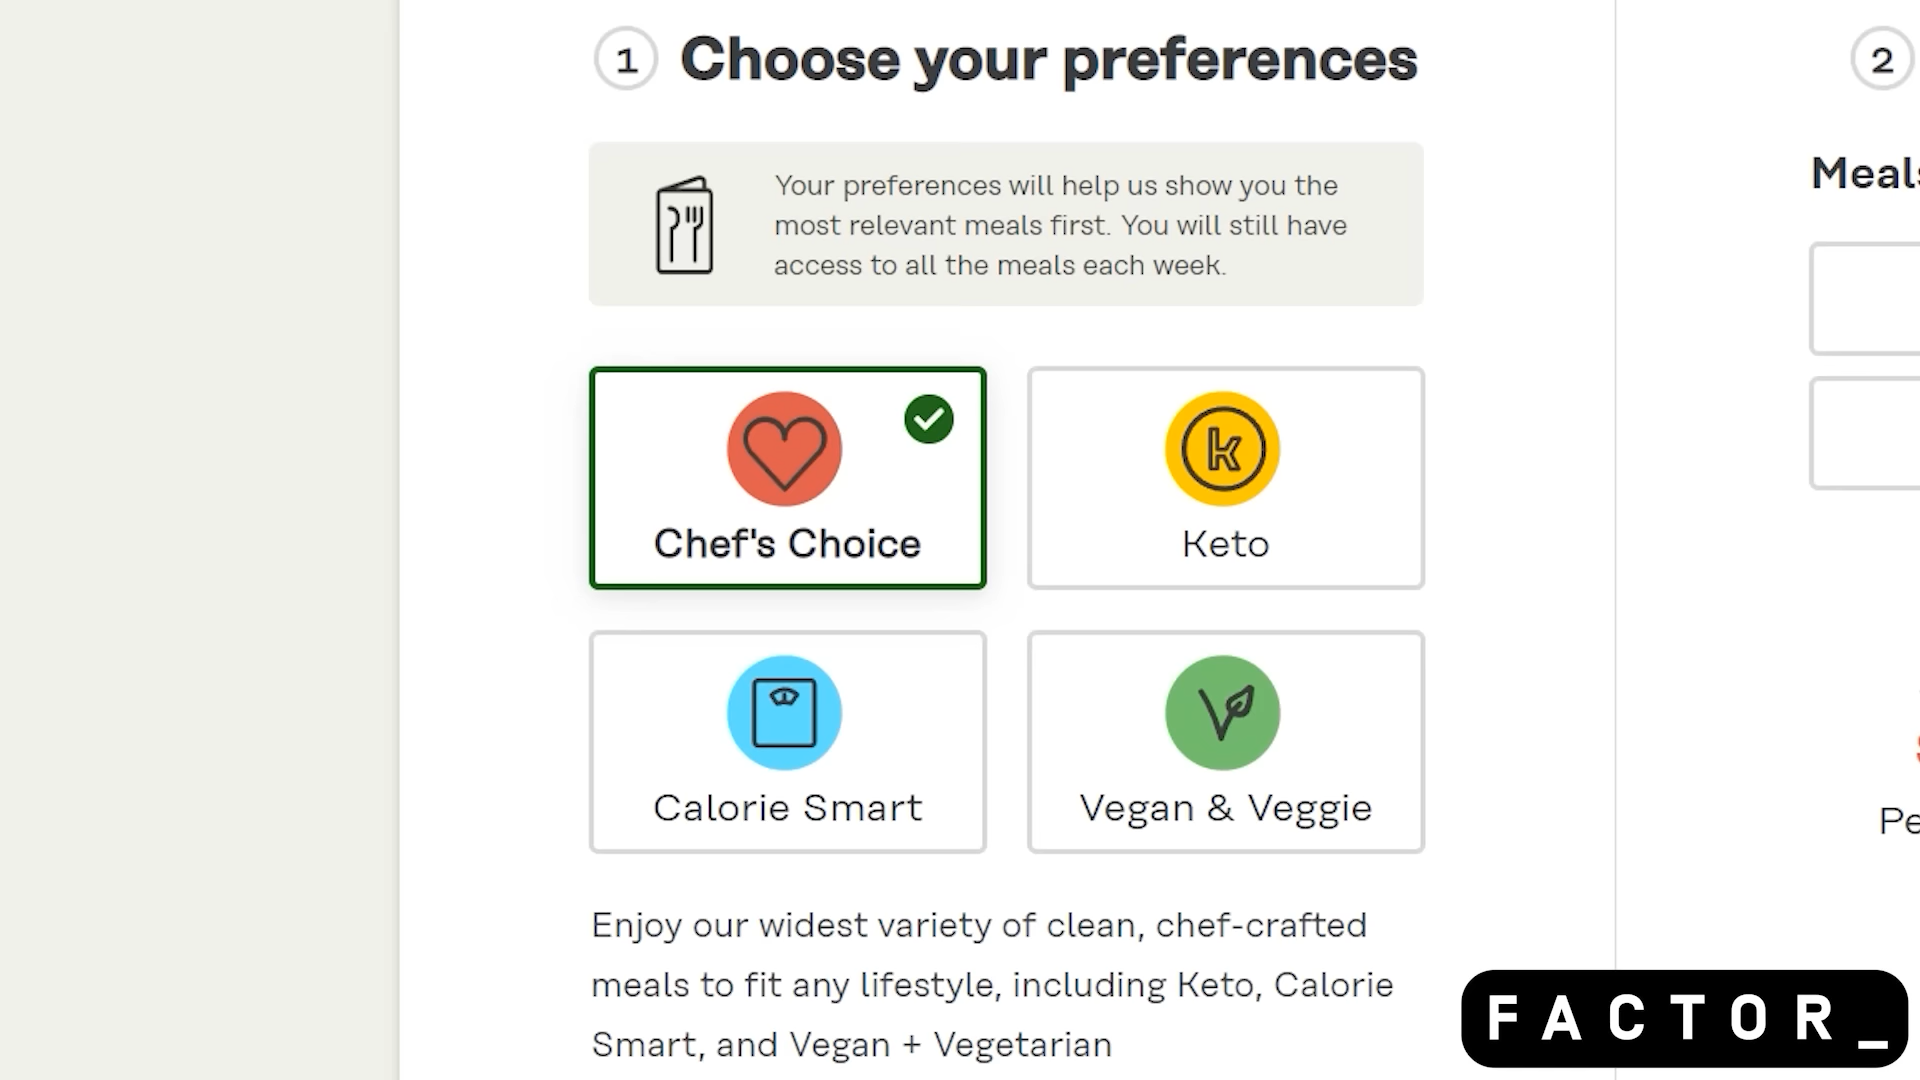 1 Choose your preferences
Your preferences will help us show you the
most relevant meals first. You will still have
access to all the meals each week.
Chef's Choice
k
Keto
Calorie Smart
Vegan & Veggie
Enjoy our widest variety of clean, chef-crafted
meals to fit any lifestyle, including Keto, Calorie
Smart, and Vegan + Vegetarian
2
Meals
Pe
FACTOR_